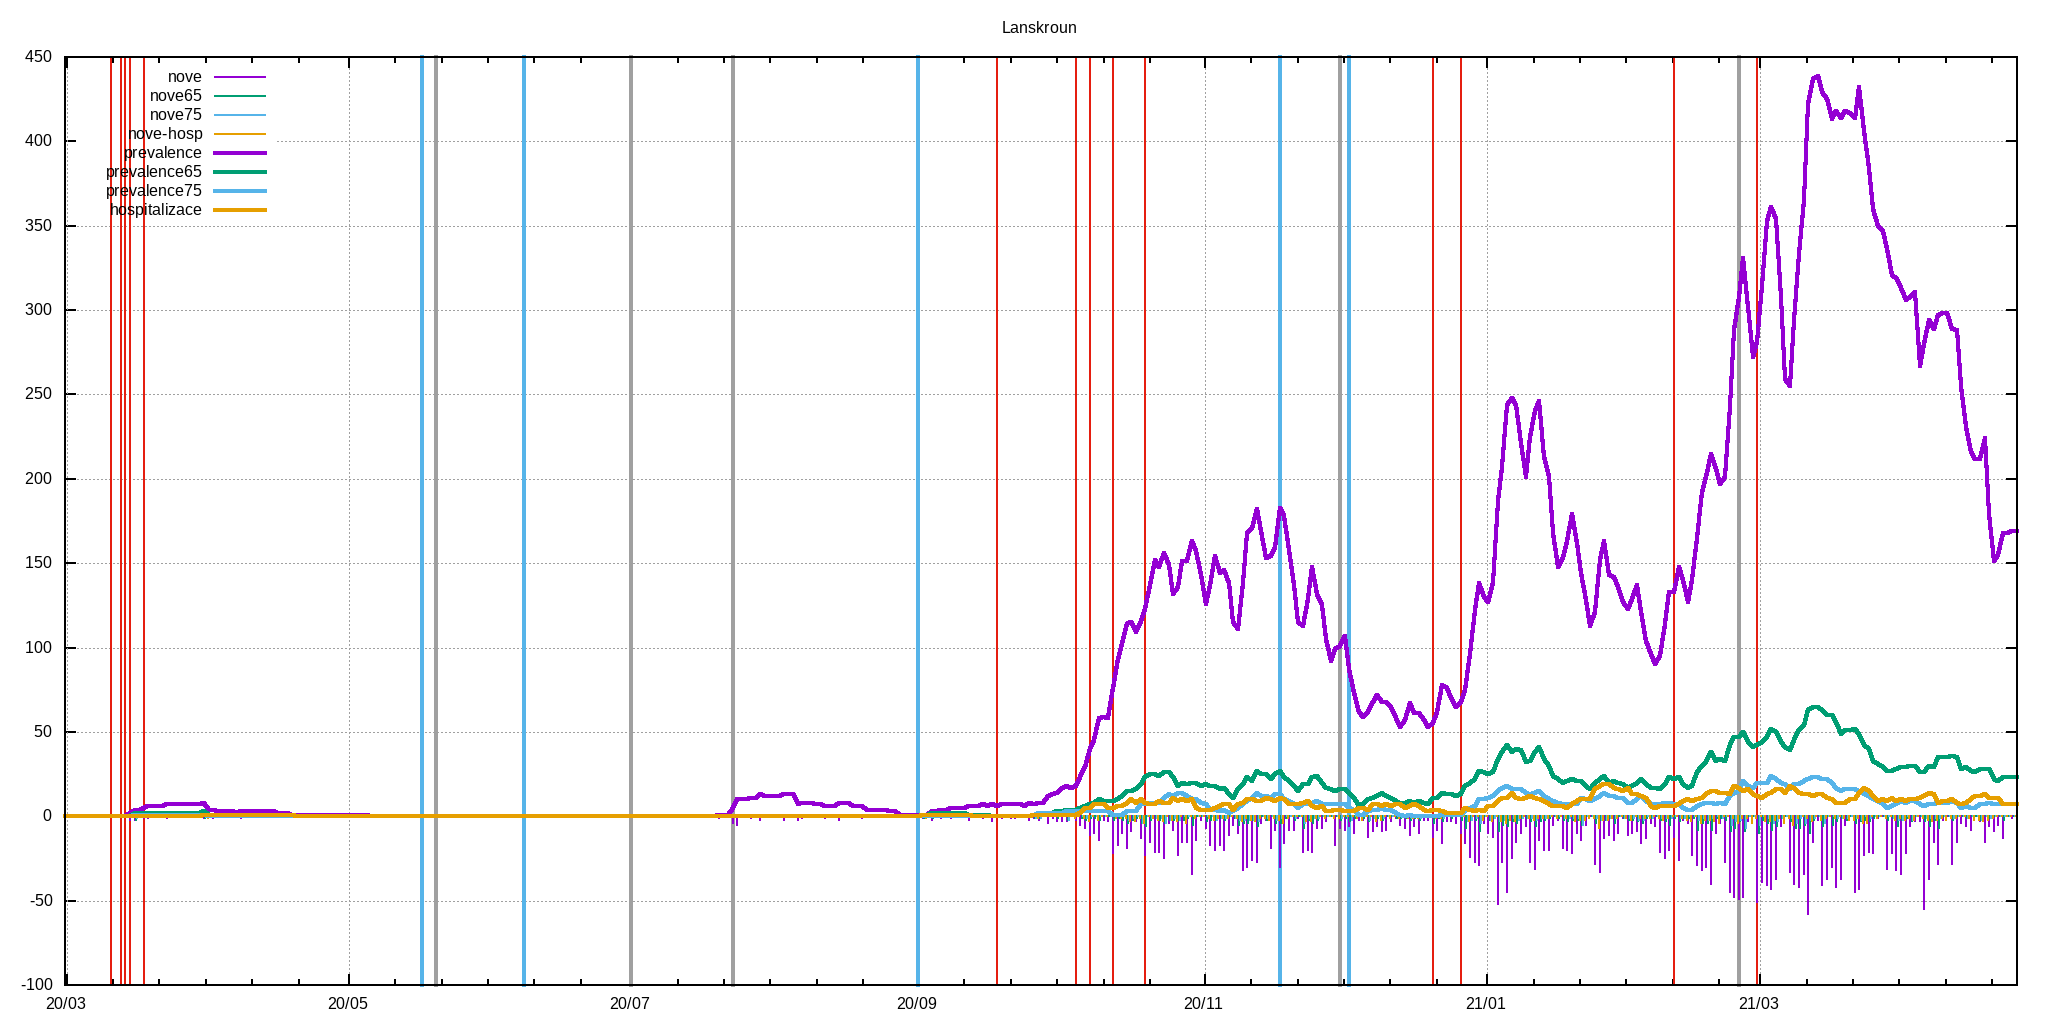 Lanskroun
450
400
350
300
250
200
150
100
50
0
-50
-100
nove
nove65
nove75
nove-hosp
prevalence
prevalence65
prevalence75
hospitalizace
20/03 20/05 20/07 20/09 20/11 21/01 21/03